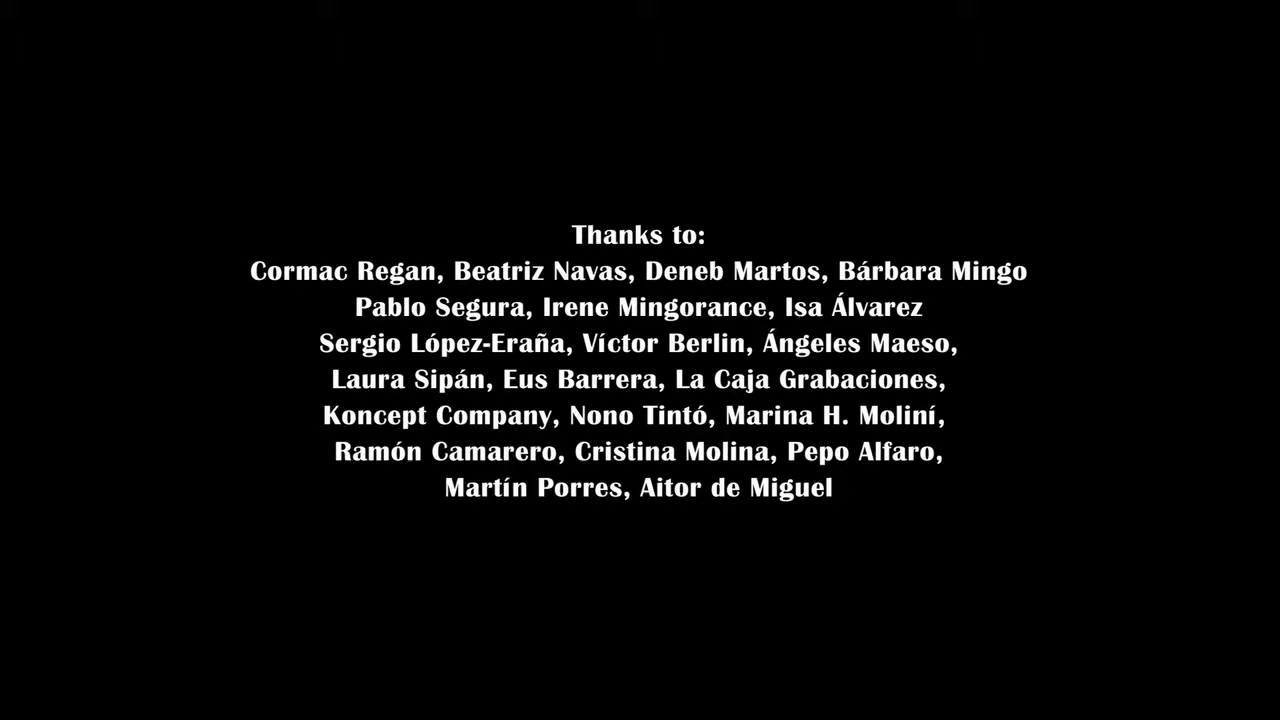 Thanks to:
Cormac Regan, Beatriz Navas, Deneb Martos, Bárbara Mingo
Pablo Segura, Irene Mingorance, Isa Álvarez
Sergio López-Eraña, Víctor Berlin, Ángeles Maeso,
Laura Sipán, Eus Barrera, La Caja Grabaciones,
Koncept Company, Nono Tintó, Marina H. Moliní,
Ramón Camarero, Cristina Molina, Pepo Alfaro,
Martín Porres, Aitor de Miguel